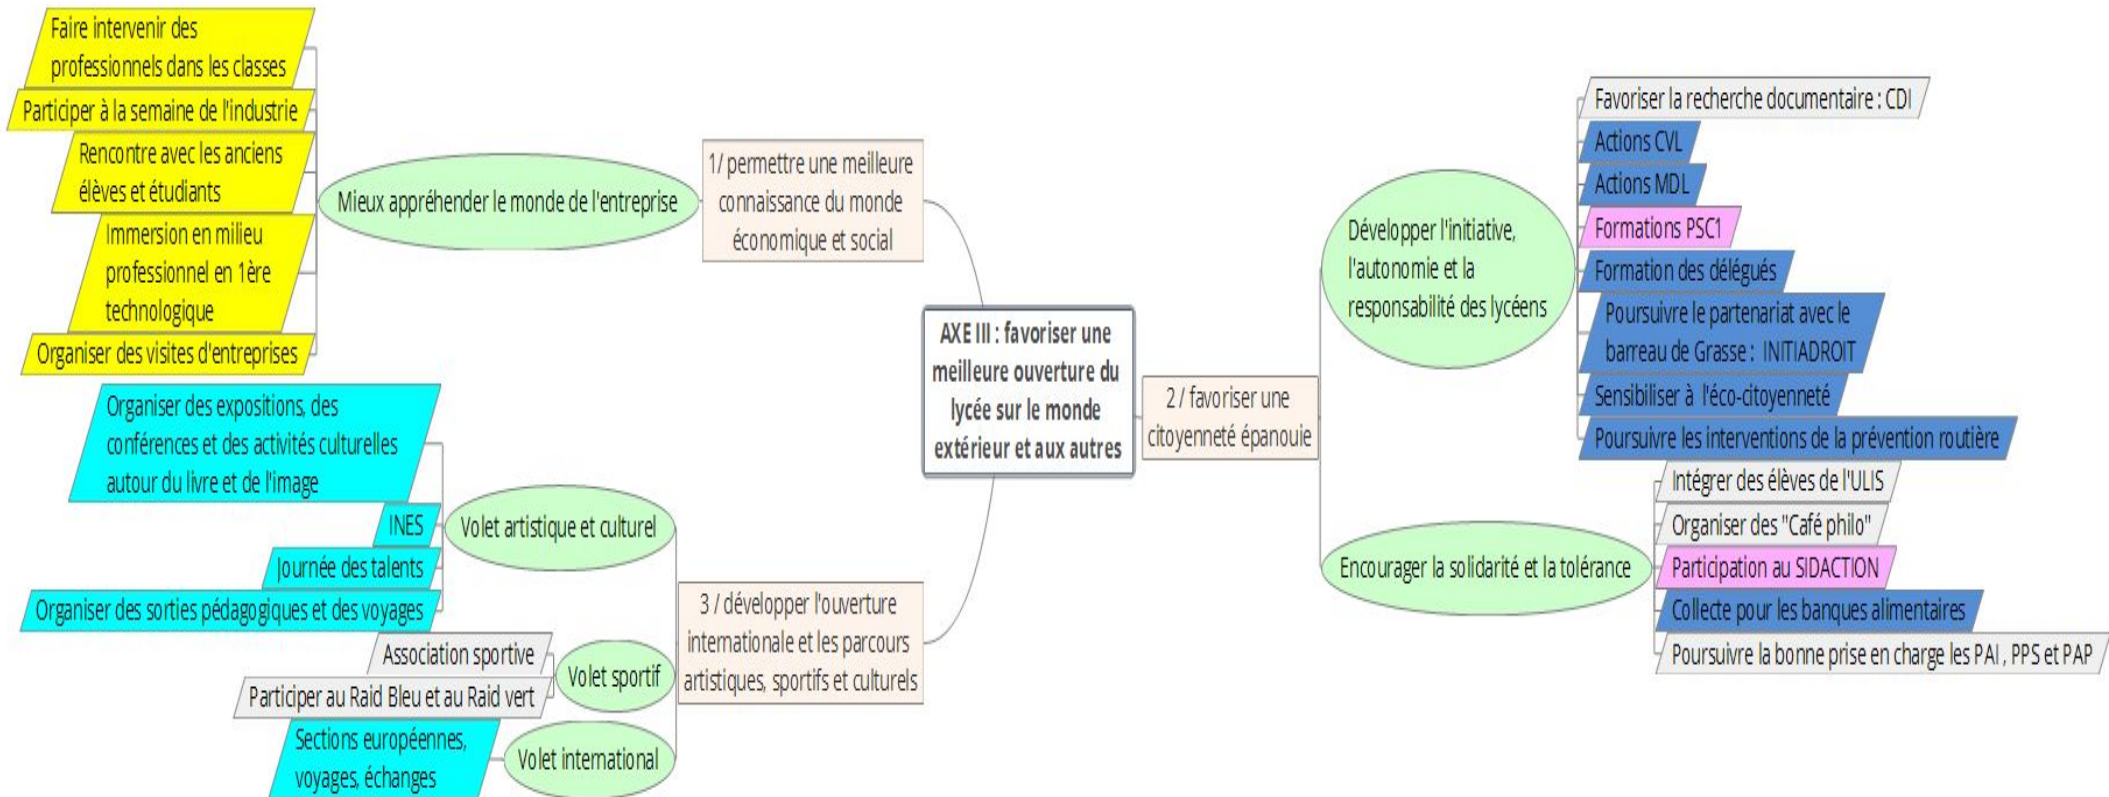 AXE III : favoriser une
meilleure ouverture du
lycée sur le monde
extérieur et aux autres
1/ permettre une meilleure
connaissance du monde
économique et social
Mieux appréhender le monde de l'entreprise
Faire intervenir des
professionnels dans les classes
Participer à la semaine de l'industrie
Rencontre avec les anciens
élèves et étudiants
Immersion en milieu
professionnel en 1ère
technologique
Organiser des visites d'entreprises
2 / favoriser une
citoyenneté épanouie
Développer l'initiative,
l'autonomie et la
responsabilité des lycéens
Favoriser la recherche documentaire : CDI
Actions CVL
Actions MDL
Formations PSC1
Formation des délégués
Poursuivre le partenariat avec le
barreau de Grasse : INITIADROIT
Sensibiliser à l'éco-citoyenneté
Poursuivre les interventions de la prévention routière
Encourager la solidarité et la tolérance
Intégrer des élèves de l'ULIS
Organiser des "Café philo"
Participation au SIDACTION
Collecte pour les banques alimentaires
Poursuivre la bonne prise en charge les PAI , PPS et PAP
3 / développer l'ouverture
internationale et les parcours
artistiques, sportifs et culturels
Volet artistique et culturel
Organiser des expositions, des
conférences et des activités culturelles
autour du livre et de l'image
INES
Journée des talents
Organiser des sorties pédagogiques et des voyages
Volet sportif
Association sportive
Participer au Raid Bleu et au Raid vert
Volet international
Sections européennes,
voyages, échanges